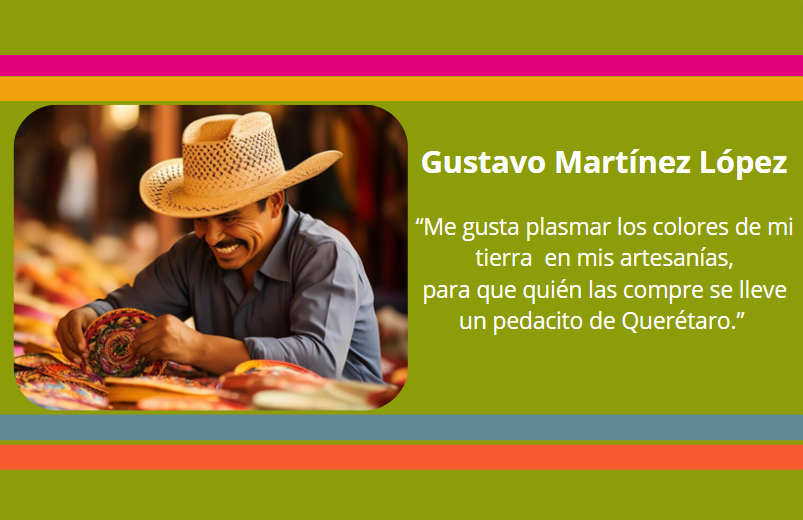 Gustavo Martínez López
“Me gusta plasmar los colores de mi
tierra  en mis artesanías,
para que quién las compre se lleve
un pedacito de Querétaro.”